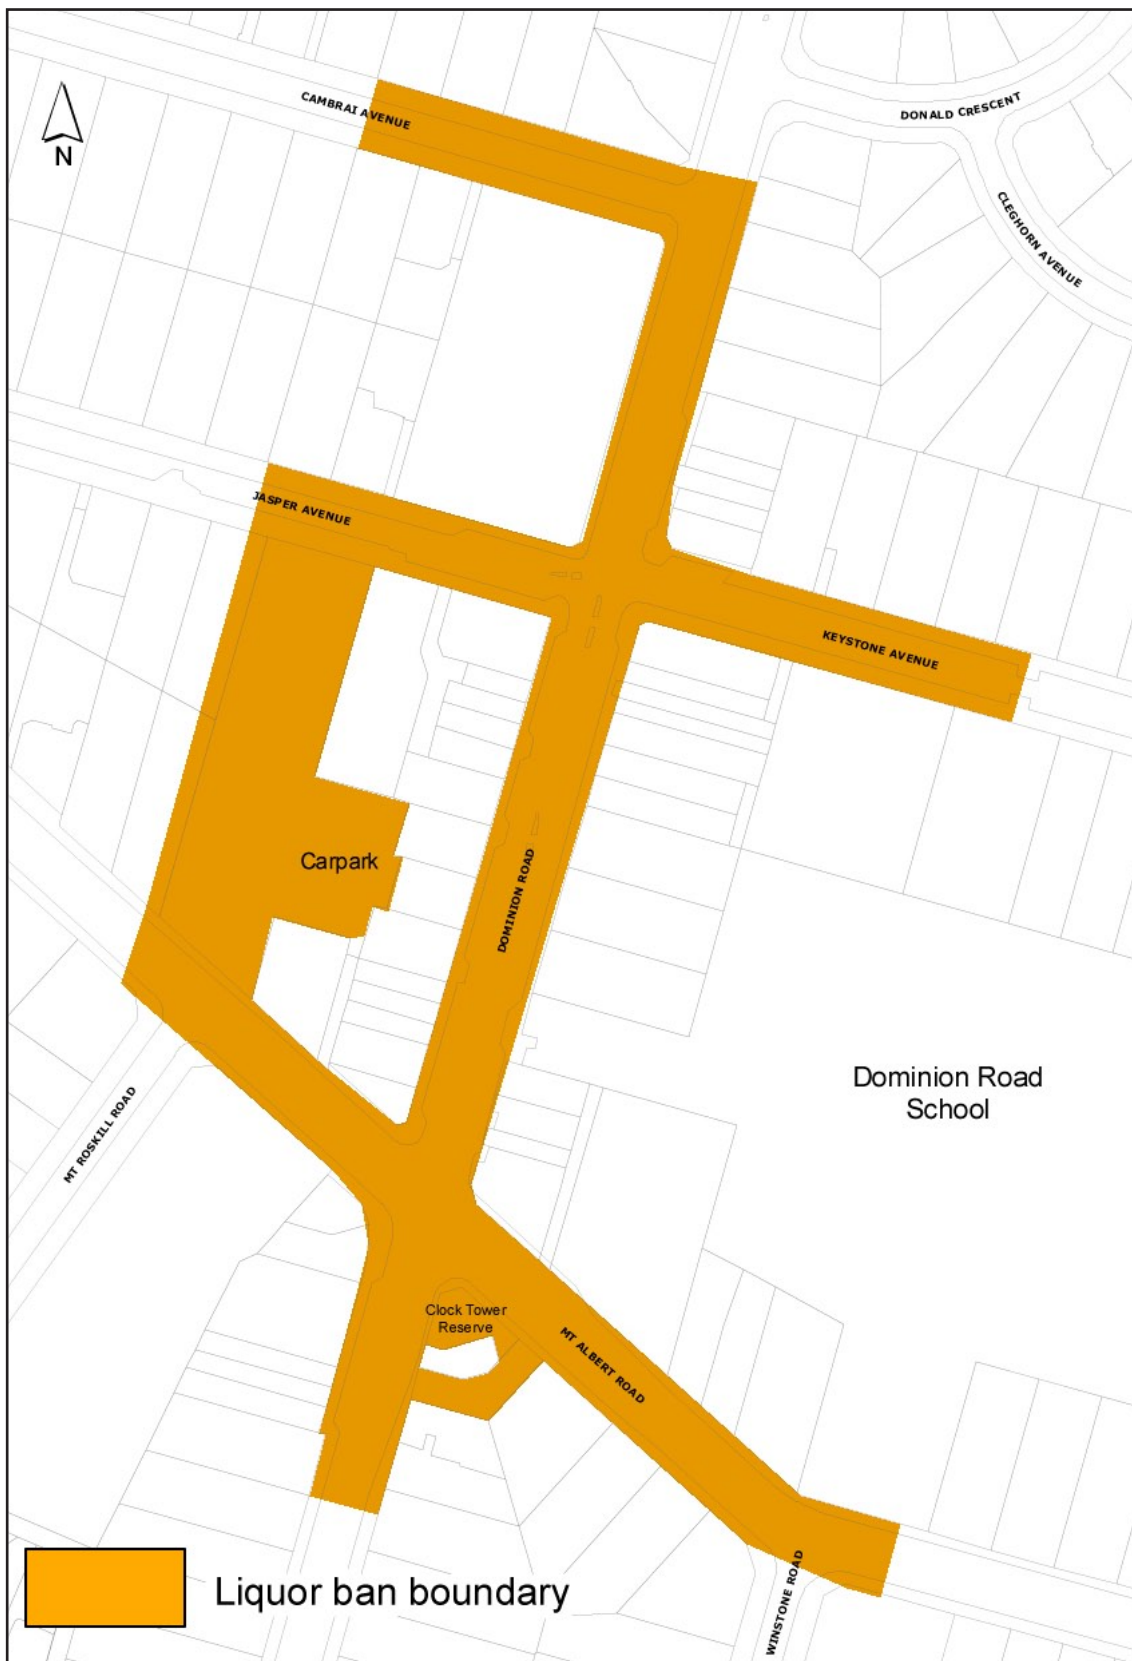 CAMBRAI AVENUE
DONALD CRESCENT
N
CLEGHORN AVENUE
JASPER AVENUE
KEYSTONE AVENUE
Carpark
DOMINION ROAD
Dominion Road
School
MT ROSKILL ROAD
Clock Tower
Reserve
MT ALBERT ROAD
WINSTONE ROAD
Liquor ban boundary